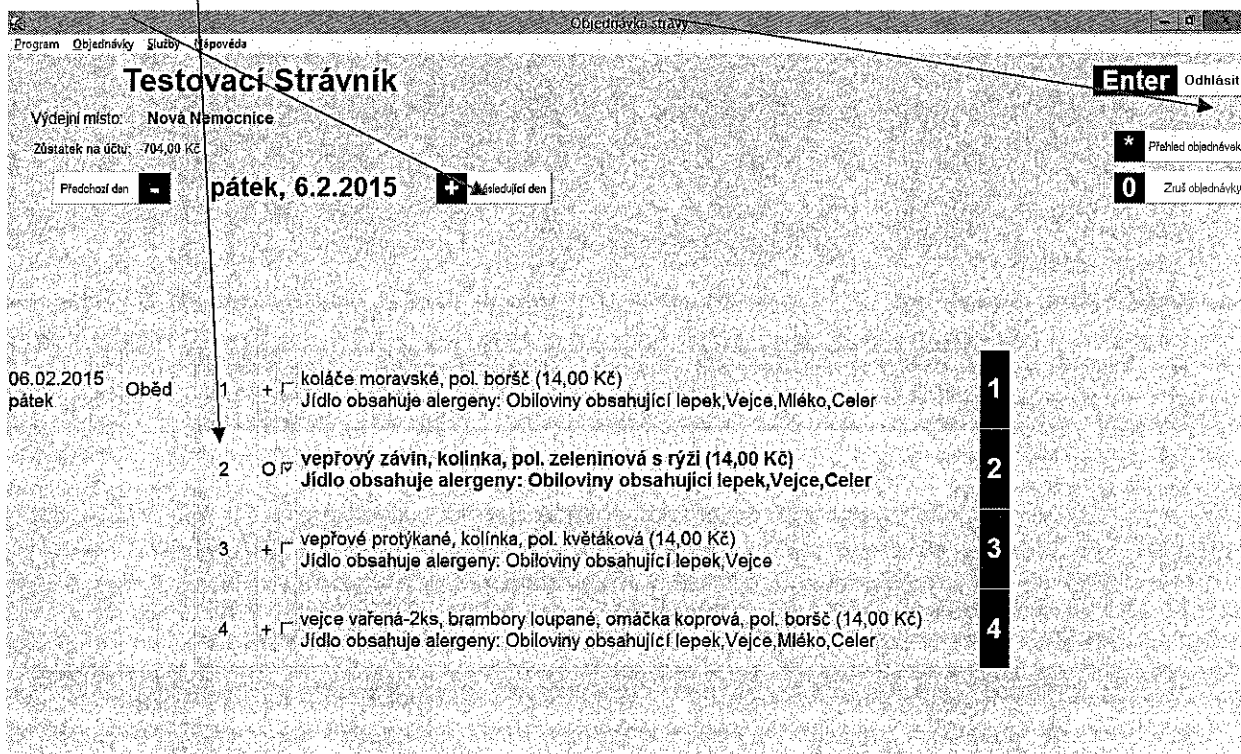 Objednávka stravy
Program Objednávky Služby Nápověda
Testovací Strávník
Enter Odhlásit
Výdejní místo: Nová Nemocnice
* Přehled objednávek
Zůstatek na účtu: -704,00 Kč
Předchozí den - pátek, 6.2.2015 + Následující den
0 Zruš objednávky
06.02.2015
pátek
Oběd
1 + koláče moravské, pol. boršč (14,00 Kč) 1
Jídlo obsahuje alergeny: Obiloviny obsahující lepek,Vejce,Mléko,Celer
2 O vepřový závin, kolínka, pol. zeleninová s rýži (14,00 Kč) 2
Jídlo obsahuje alergeny: Obiloviny obsahující lepek,Vejce,Celer
3 + vepřové protýkané, kolínka, pol. květáková (14,00 Kč) 3
Jídlo obsahuje alergeny: Obiloviny obsahující lepek,Vejce
4 + vejce vařená-2ks, brambory loupané, omáčka koprová, pol. boršč (14,00 Kč) 4
Jídlo obsahuje alergeny: Obiloviny obsahující lepek,Vejce,Mléko,Celer